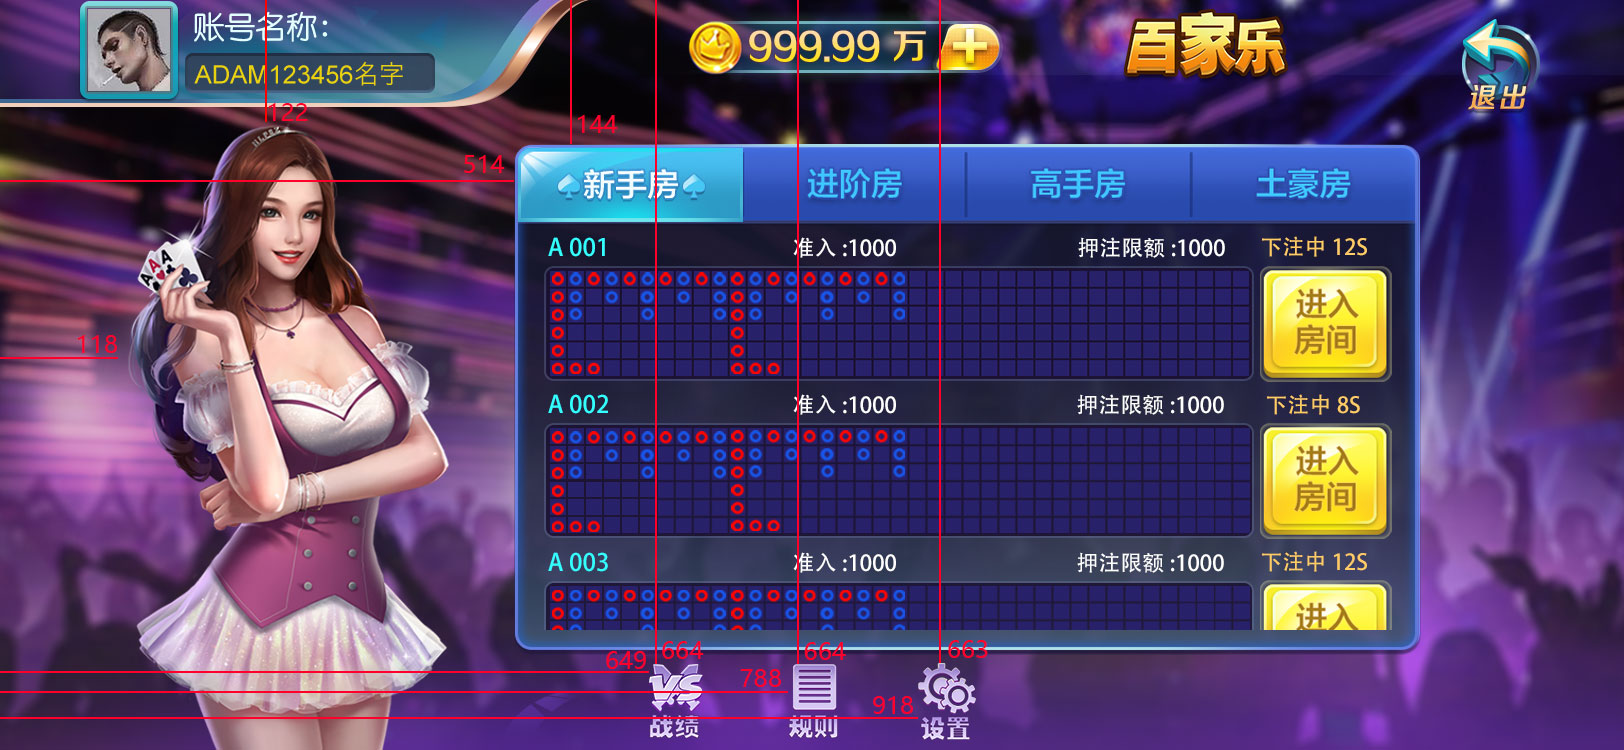 账号名称：
ADAM123456名字
999.99 万
百家乐
退出
122
144
514
新手房
进阶房
高手房
土豪房
A 001
准入 :1000
押注限额 :1000
下注中 12S
进入
房间
118
A 002
准入 :1000
押注限额 :1000
下注中 8S
进入
房间
A 003
准入 :1000
押注限额 :1000
下注中 12S
进入
649
664
664
663
788
918
VS
战绩
规则
设置